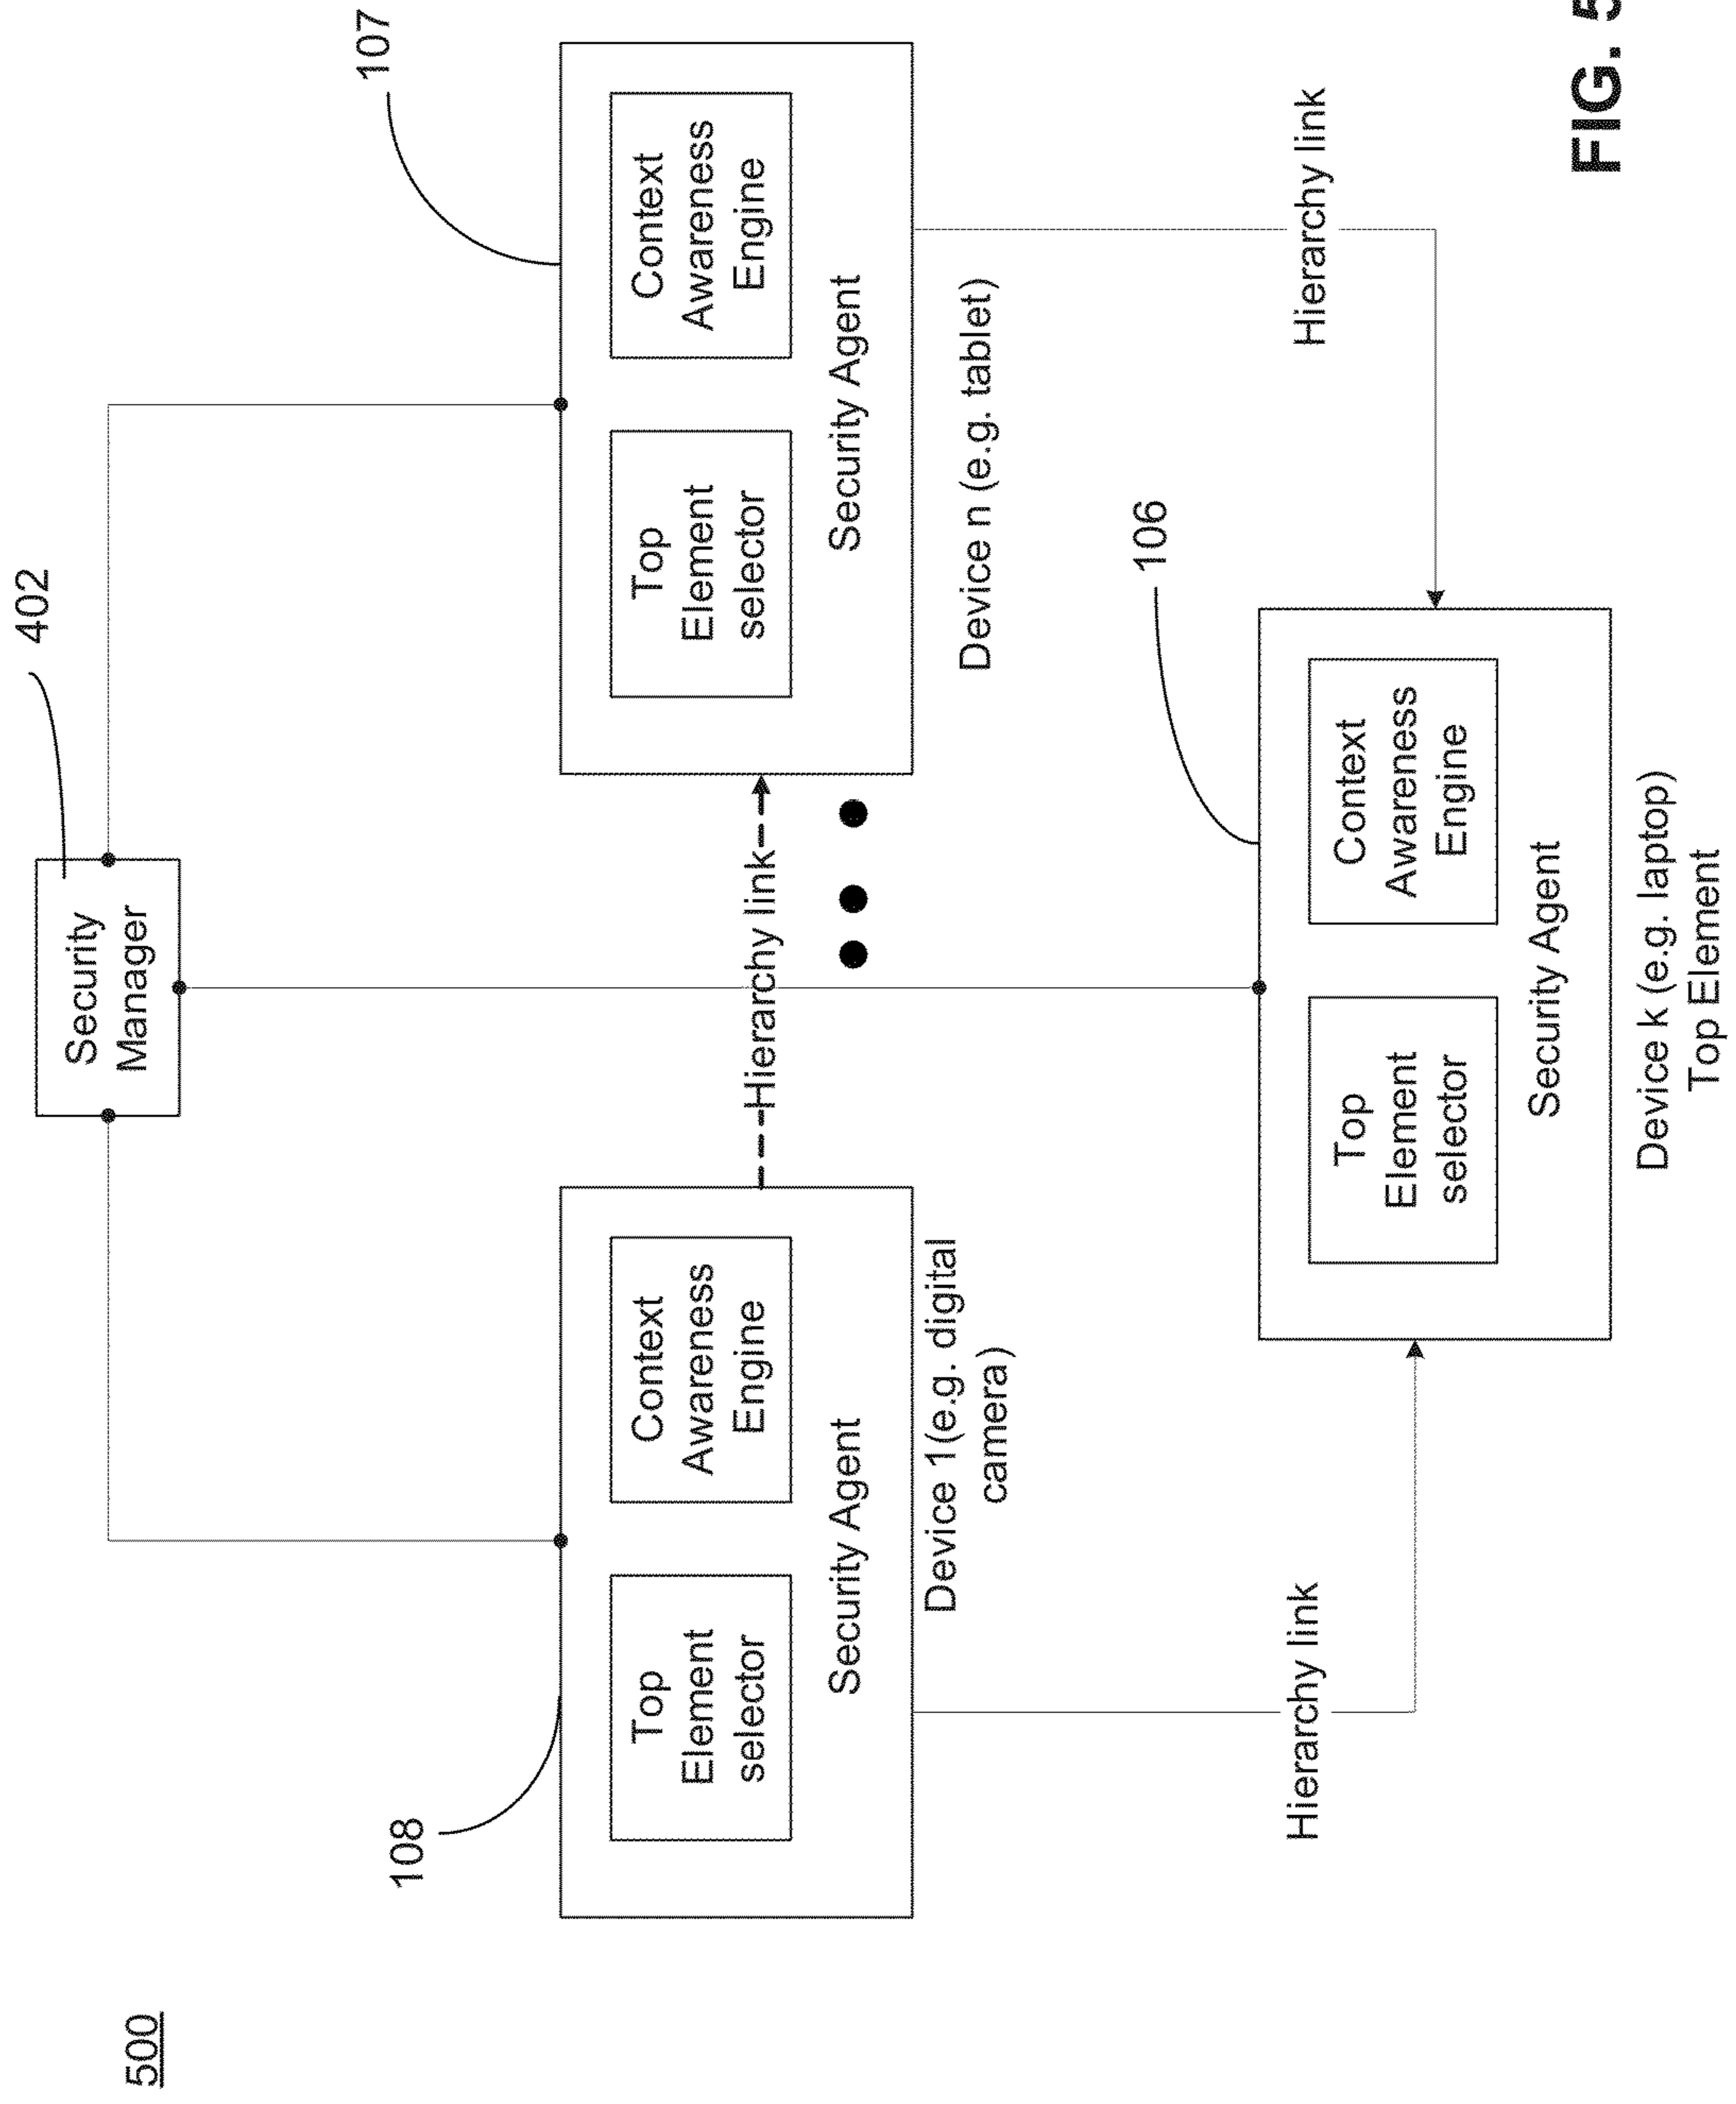 500
402
Security
Manager
108
107
Top
Element
selector
Context
Awareness
Engine
Security Agent
Device 1(e.g. digital
camera)
Hierarchy link
Top
Element
selector
Context
Awareness
Engine
Security Agent
Device n (e.g. tablet)
106
Hierarchy link
Hierarchy link
Top
Element
selector
Context
Awareness
Engine
Security Agent
Device k (e.g. laptop)
Top Element
FIG. 5